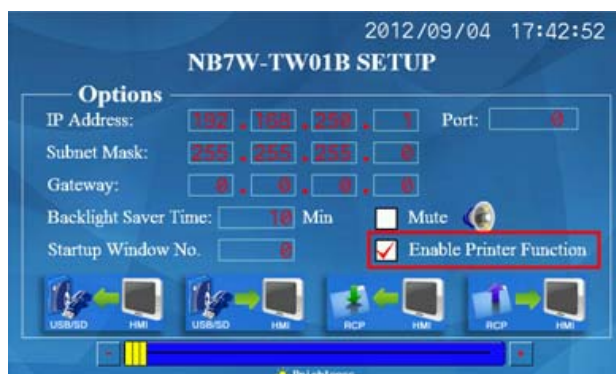 2012/09/04 17:42:52
NB7W-TW01B SETUP
Options
IP Address: 192 . 168 . 250 . 1 Port: 0
Subnet Mask: 255 . 255 . 255 . 0
Gateway: 0 . 0 . 0 . 0
Backlight Saver Time: 10 Min Mute
Startup Window No. 0 Enable Printer Function
USB/SD HMI USB/SD HMI RCP HMI RCP HMI
- +
Brightness